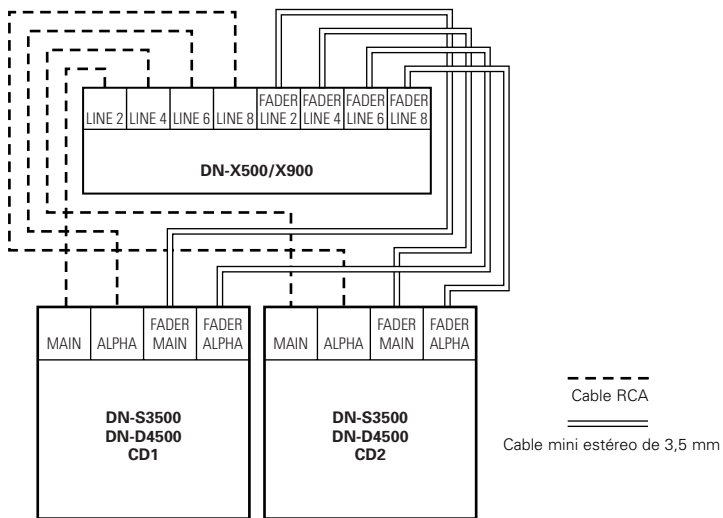 FADER FADER FADER FADER
LINE 2 LINE 4 LINE 6 LINE 8 LINE 2 LINE 4 LINE 6 LINE 8
DN-X500/X900
FADER FADER
MAIN ALPHA MAIN ALPHA
DN-S3500
DN-D4500
CD1
FADER FADER
MAIN ALPHA MAIN ALPHA
DN-S3500
DN-D4500
CD2
Cable RCA
Cable mini estéreo de 3,5 mm